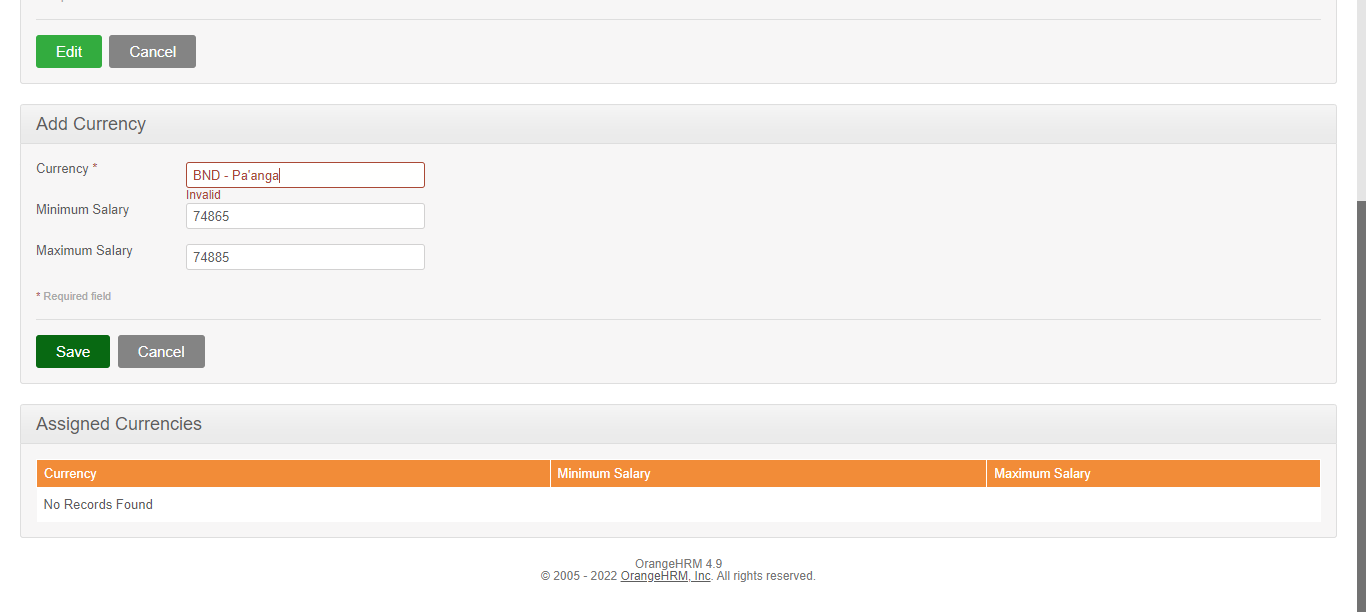 Edit Cancel
Add Currency
Currency *
BND - Pa'anga
Invalid
Minimum Salary
74865
Maximum Salary
74885
* Required field
Save Cancel
Assigned Currencies
Currency Minimum Salary Maximum Salary
No Records Found
OrangeHRM 4.9
© 2005 - 2022 OrangeHRM, Inc. All rights reserved.